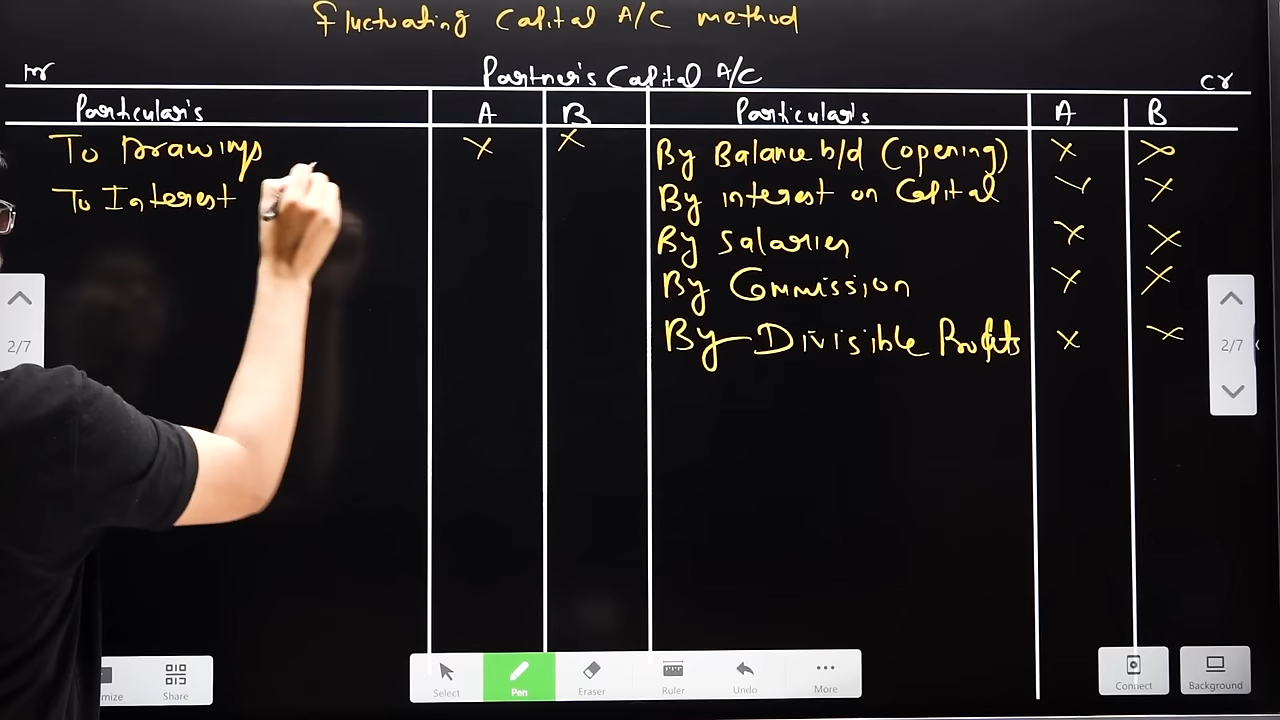 Fluctuating Capital A/C method
Dr Partner's Capital A/C Cr
Particular's A B Particular's A B
To Drawings X X By Balance b/d (opening) X X
To Interest By interest on Capital X X
By Salaries X X
By Commission X X
By Divisible Profits X X
2/7
2/7
Share
Select
Pen
Eraser
Ruler
Undo
More
Connect
Background